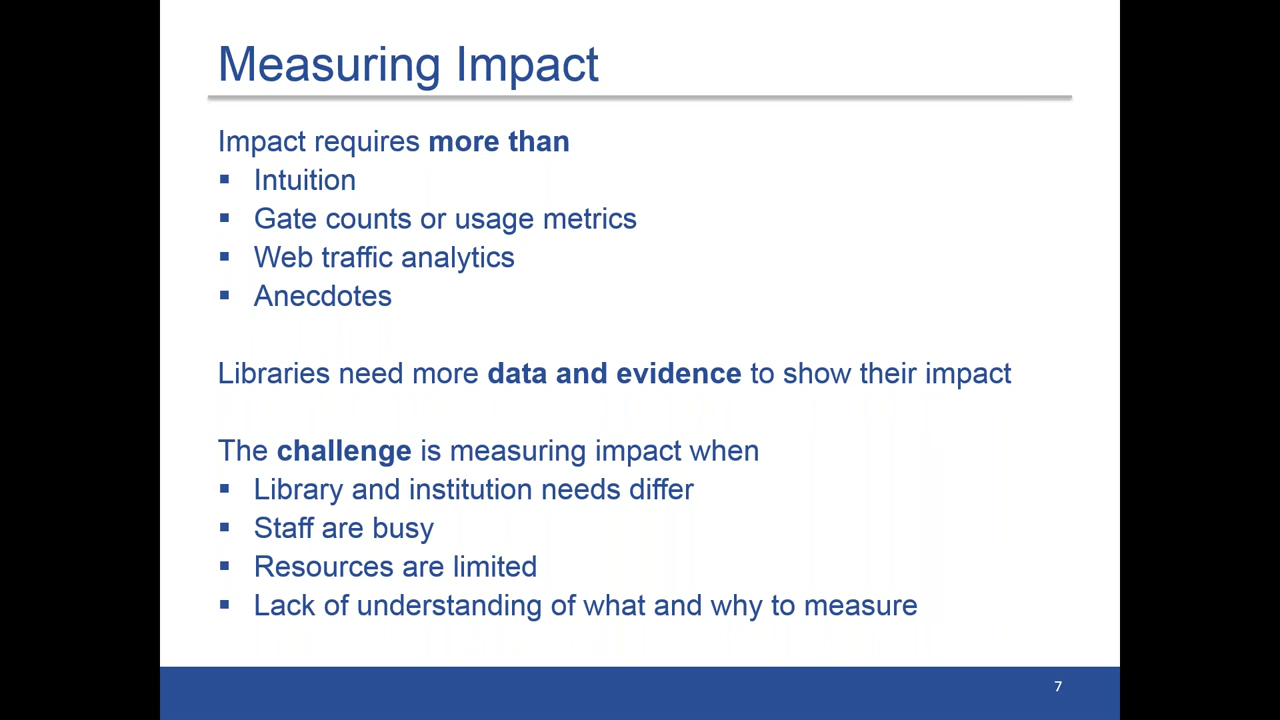 Measuring Impact
Impact requires more than
▪ Intuition
▪ Gate counts or usage metrics
▪ Web traffic analytics
▪ Anecdotes
Libraries need more data and evidence to show their impact
The challenge is measuring impact when
▪ Library and institution needs differ
▪ Staff are busy
▪ Resources are limited
▪ Lack of understanding of what and why to measure
7